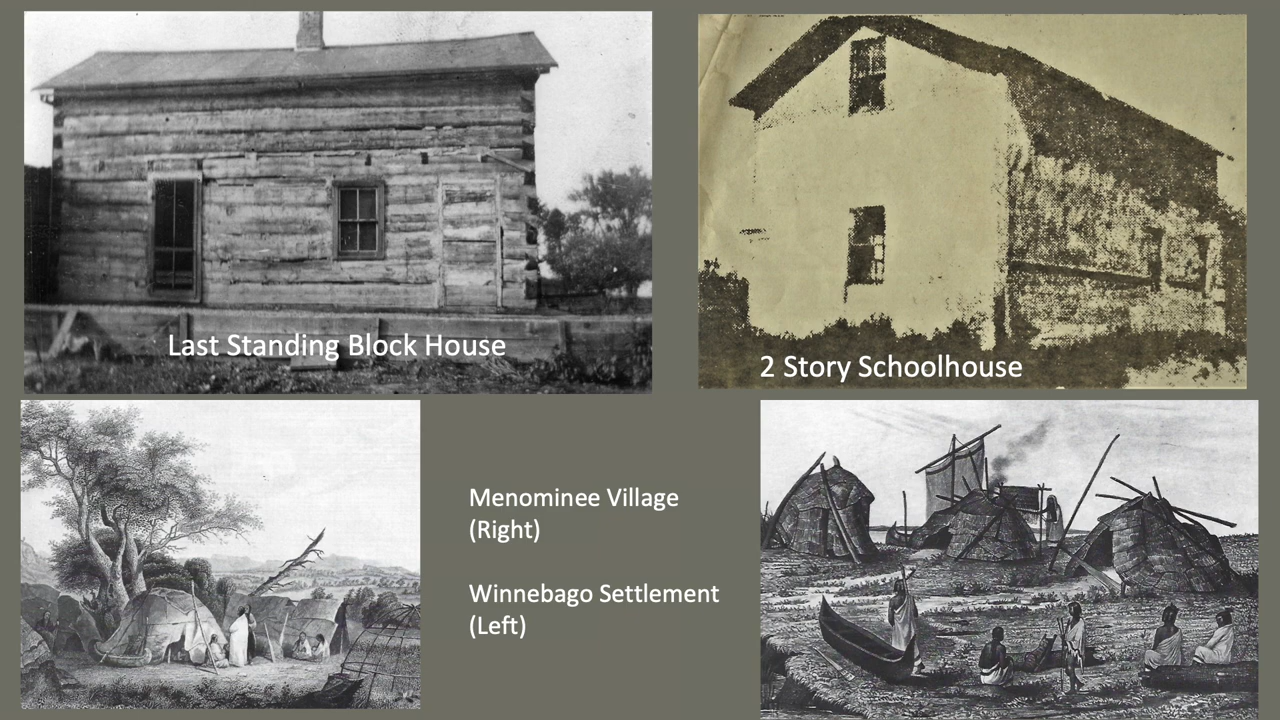 Last Standing Block House
2 Story Schoolhouse
Menominee Village
(Right)
Winnebago Settlement
(Left)